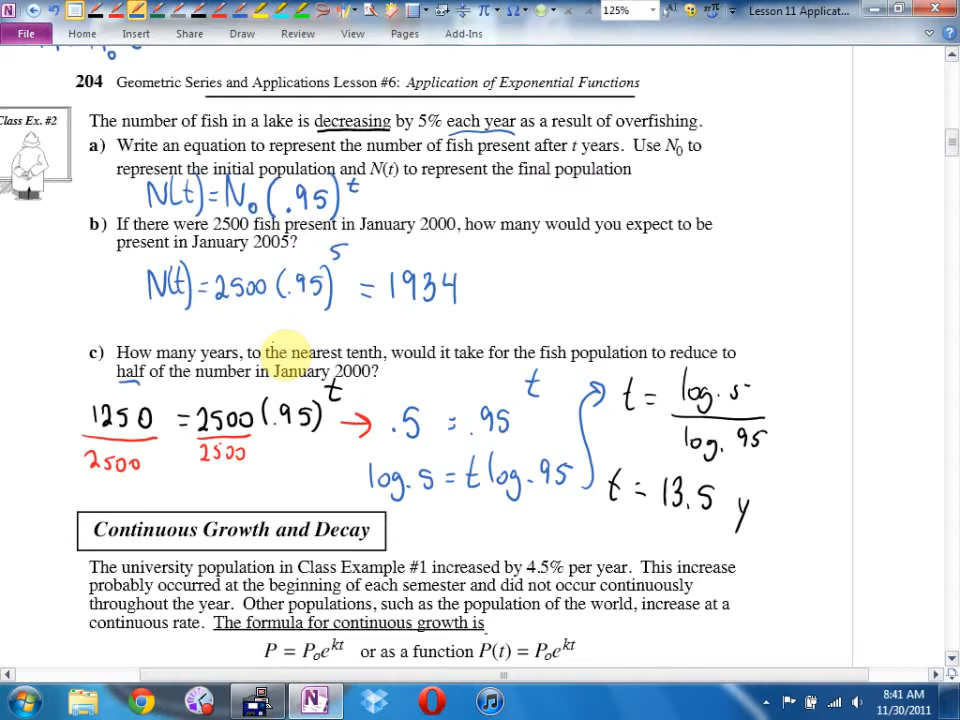 125%
Lesson 11 Applicat...
File Home Insert Share Draw Review View Pages Add-Ins
204 Geometric Series and Applications Lesson #6: Application of Exponential Functions
Class Ex. #2
The number of fish in a lake is decreasing by 5% each year as a result of overfishing.
a) Write an equation to represent the number of fish present after t years. Use N₀ to
represent the initial population and N(t) to represent the final population
N(t) = N₀ (.95)^t
b) If there were 2500 fish present in January 2000, how many would you expect to be
present in January 2005?
N(t) = 2500 (.95)^5 = 1934
c) How many years, to the nearest tenth, would it take for the fish population to reduce to
half of the number in January 2000?
1250/2500 = 2500/2500 (.95)^t → .5 = .95^t
log .5 = t log .95
t = log .5 / log .95
t = 13.5 y
Continuous Growth and Decay
The university population in Class Example #1 increased by 4.5% per year. This increase
probably occurred at the beginning of each semester and did not occur continuously
throughout the year. Other populations, such as the population of the world, increase at a
continuous rate. The formula for continuous growth is
P = P₀e^kt or as a function P(t) = P₀e^kt
8:41 AM
11/30/2011